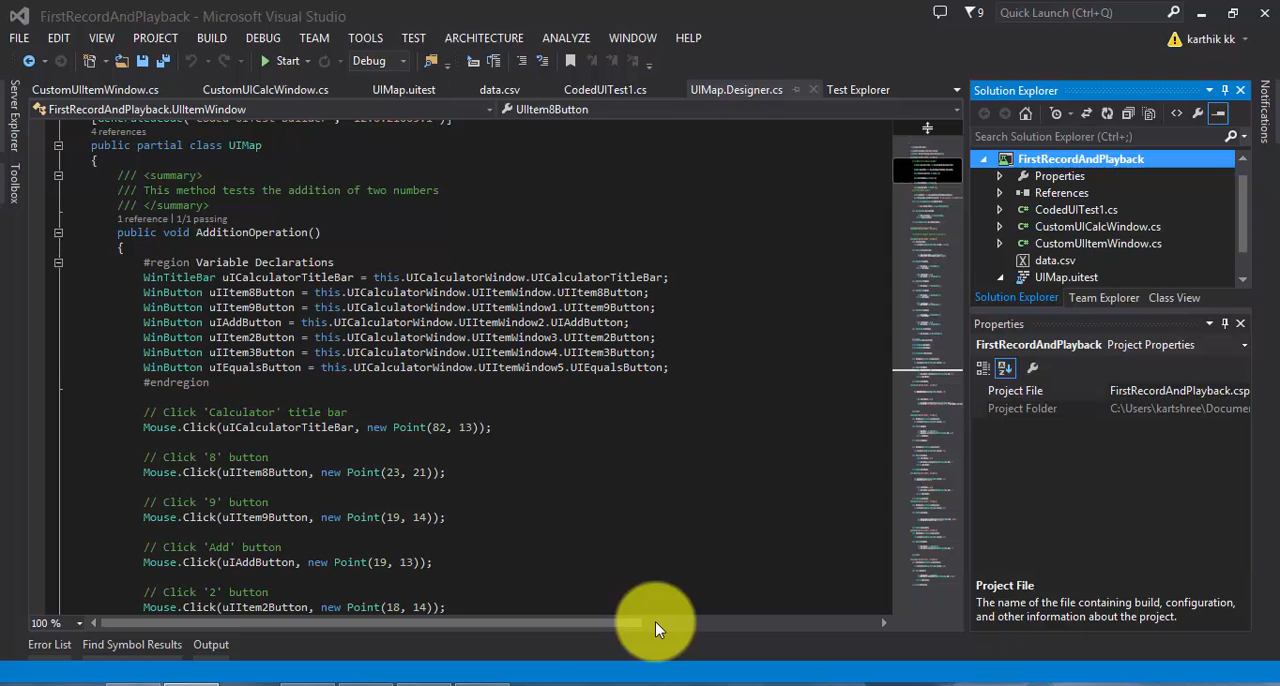 FirstRecordAndPlayback - Microsoft Visual Studio
9
Quick Launch (Ctrl+Q)
FILE EDIT VIEW PROJECT BUILD DEBUG TEAM TOOLS TEST ARCHITECTURE ANALYZE WINDOW HELP
karthik kk
Start Debug
CustomUIItemWindow.cs CustomUICalcWindow.cs UIMap.uitest data.csv CodedUITest1.cs UIMap.Designer.cs Test Explorer
FirstRecordAndPlayback.UIItemWindow UIItem8Button
Server Explorer
Toolbox
4 references
public partial class UIMap
{
/// <summary>
/// This method tests the addition of two numbers
/// </summary>
1 reference | 1/1 passing
public void AdditionOperation()
{
#region Variable Declarations
WinTitleBar uICalculatorTitleBar = this.UICalculatorWindow.UICalculatorTitleBar;
WinButton uIItem8Button = this.UICalculatorWindow.UIItemWindow.UIItem8Button;
WinButton uIItem9Button = this.UICalculatorWindow.UIItemWindow1.UIItem9Button;
WinButton uIAddButton = this.UICalculatorWindow.UIItemWindow2.UIAddButton;
WinButton uIItem2Button = this.UICalculatorWindow.UIItemWindow3.UIItem2Button;
WinButton uIItem3Button = this.UICalculatorWindow.UIItemWindow4.UIItem3Button;
WinButton uIEqualsButton = this.UICalculatorWindow.UIItemWindow5.UIEqualsButton;
#endregion
// Click 'Calculator' title bar
Mouse.Click(uICalculatorTitleBar, new Point(82, 13));
// Click '8' button
Mouse.Click(uIItem8Button, new Point(23, 21));
// Click '9' button
Mouse.Click(uIItem9Button, new Point(19, 14));
// Click 'Add' button
Mouse.Click(uIAddButton, new Point(19, 13));
// Click '2' button
Mouse.Click(uIItem2Button, new Point(18, 14));
100 %
Error List Find Symbol Results Output
Solution Explorer
Search Solution Explorer (Ctrl+;)
FirstRecordAndPlayback
Properties
References
CodedUITest1.cs
CustomUICalcWindow.cs
CustomUIItemWindow.cs
data.csv
UIMap.uitest
Solution Explorer Team Explorer Class View
Properties
FirstRecordAndPlayback Project Properties
Project File FirstRecordAndPlayback.csp
Project Folder C:\Users\kartshree\Docume
Project File
The name of the file containing build, configuration, and other information about the project.
Notifications